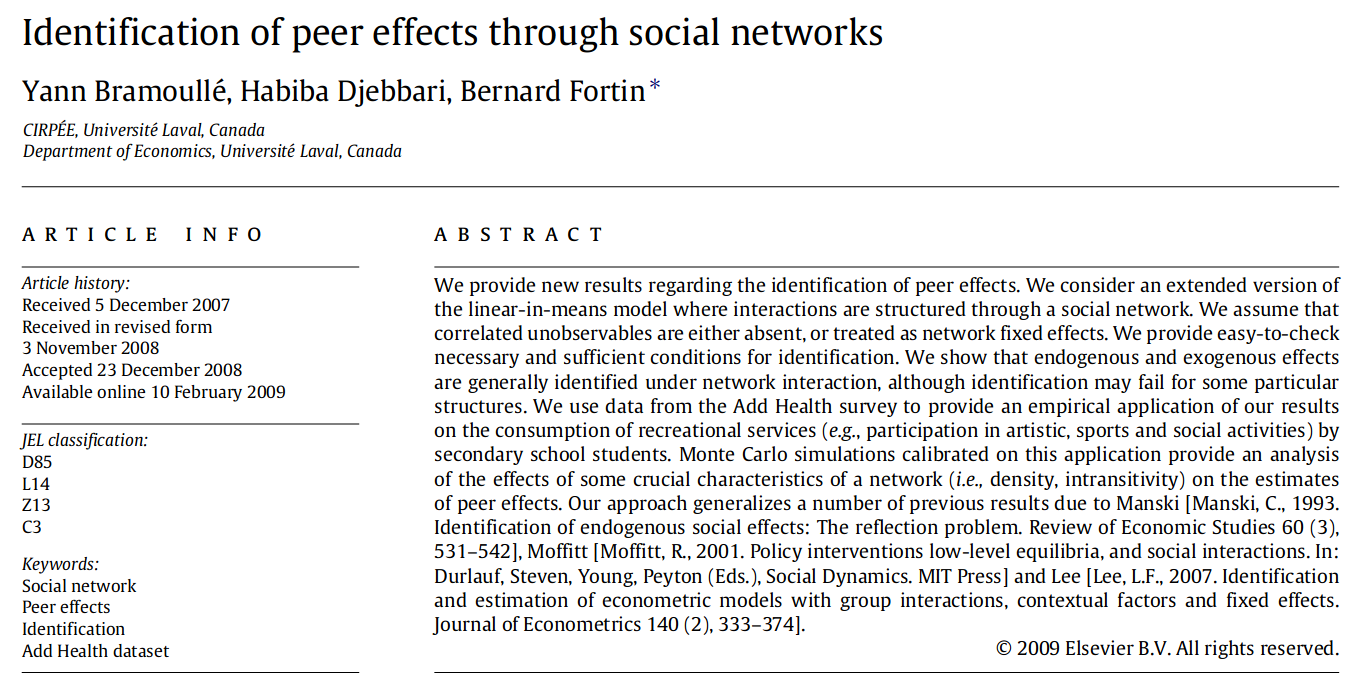 Identification of peer effects through social networks
Yann Bramoullé, Habiba Djebbari, Bernard Fortin*
CIRPÉE, Université Laval, Canada
Department of Economics, Université Laval, Canada
ARTICLE INFO
Article history:
Received 5 December 2007
Received in revised form
3 November 2008
Accepted 23 December 2008
Available online 10 February 2009
JEL classification:
D85
L14
Z13
C3
Keywords:
Social network
Peer effects
Identification
Add Health dataset
ABSTRACT
We provide new results regarding the identification of peer effects. We consider an extended version of
the linear-in-means model where interactions are structured through a social network. We assume that
correlated unobservables are either absent, or treated as network fixed effects. We provide easy-to-check
necessary and sufficient conditions for identification. We show that endogenous and exogenous effects
are generally identified under network interaction, although identification may fail for some particular
structures. We use data from the Add Health survey to provide an empirical application of our results
on the consumption of recreational services (e.g., participation in artistic, sports and social activities) by
secondary school students. Monte Carlo simulations calibrated on this application provide an analysis
of the effects of some crucial characteristics of a network (i.e., density, intransitivity) on the estimates
of peer effects. Our approach generalizes a number of previous results due to Manski [Manski, C., 1993.
Identification of endogenous social effects: The reflection problem. Review of Economic Studies 60 (3),
531–542], Moffitt [Moffitt, R., 2001. Policy interventions low-level equilibria, and social interactions. In:
Durlauf, Steven, Young, Peyton (Eds.), Social Dynamics. MIT Press] and Lee [Lee, L.F., 2007. Identification
and estimation of econometric models with group interactions, contextual factors and fixed effects.
Journal of Econometrics 140 (2), 333–374].
© 2009 Elsevier B.V. All rights reserved.